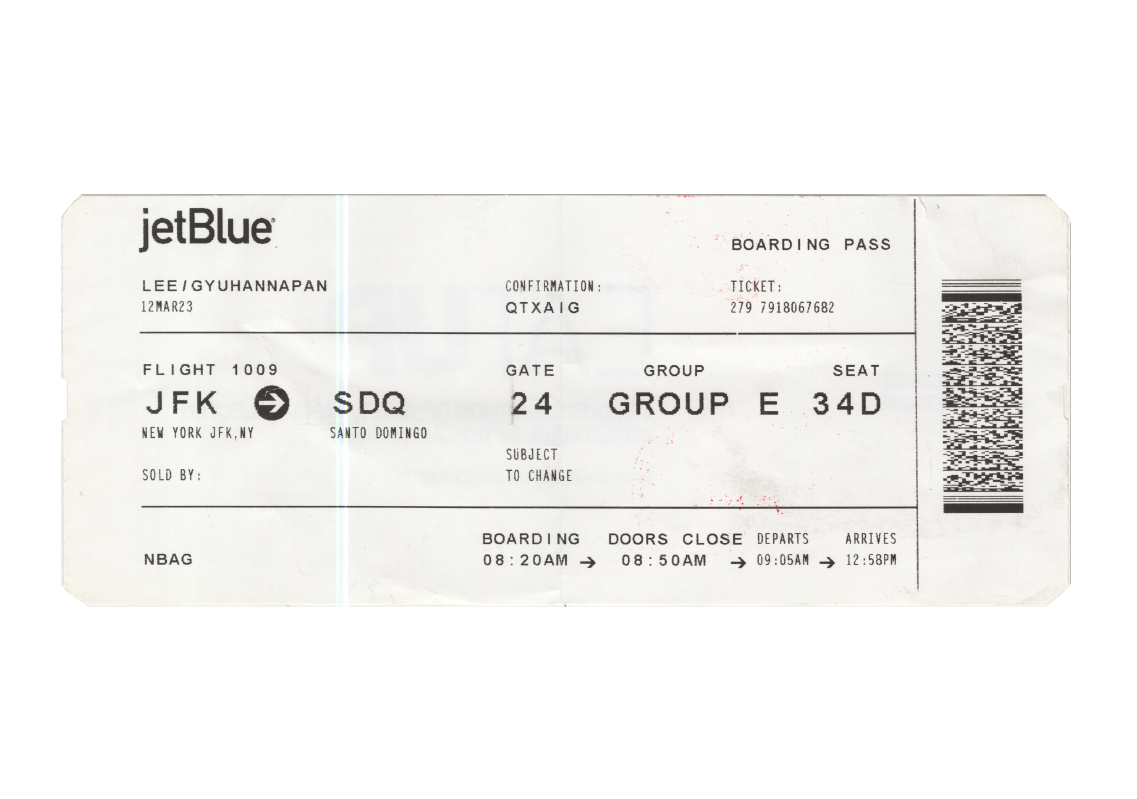 jetBlue
BOARDING PASS
LEE/GYUHANNAPAN
12MAR23
CONFIRMATION:
QTXAIG
TICKET:
279 7918067682
FLIGHT 1009
JFK → SDQ
NEW YORK JFK,NY SANTO DOMINGO
SOLD BY:
GATE
24
SUBJECT
TO CHANGE
GROUP
GROUP E
SEAT
34D
NBAG
BOARDING DOORS CLOSE DEPARTS ARRIVES
08:20AM → 08:50AM → 09:05AM → 12:58PM